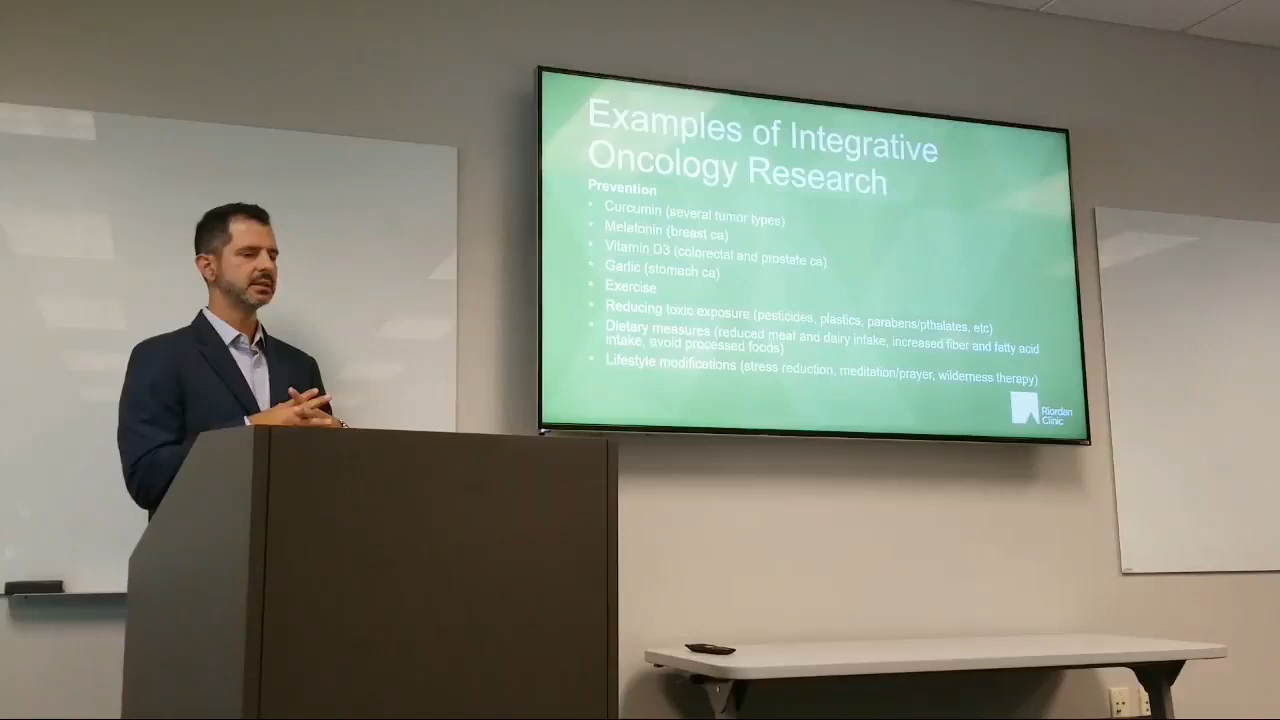 Examples of Integrative
Oncology Research
Prevention
• Curcumin (several tumor types)
• Melatonin (breast ca)
• Vitamin D3 (colorectal and prostate ca)
• Garlic (stomach ca)
• Exercise
• Reducing toxic exposure (pesticides, plastics, parabens/pthalates, etc)
• Dietary measures (reduced meat and dairy intake, increased fiber and fatty acid
intake, avoid processed foods)
• Lifestyle modifications (stress reduction, meditation/prayer, wilderness therapy)
Riordan
Clinic